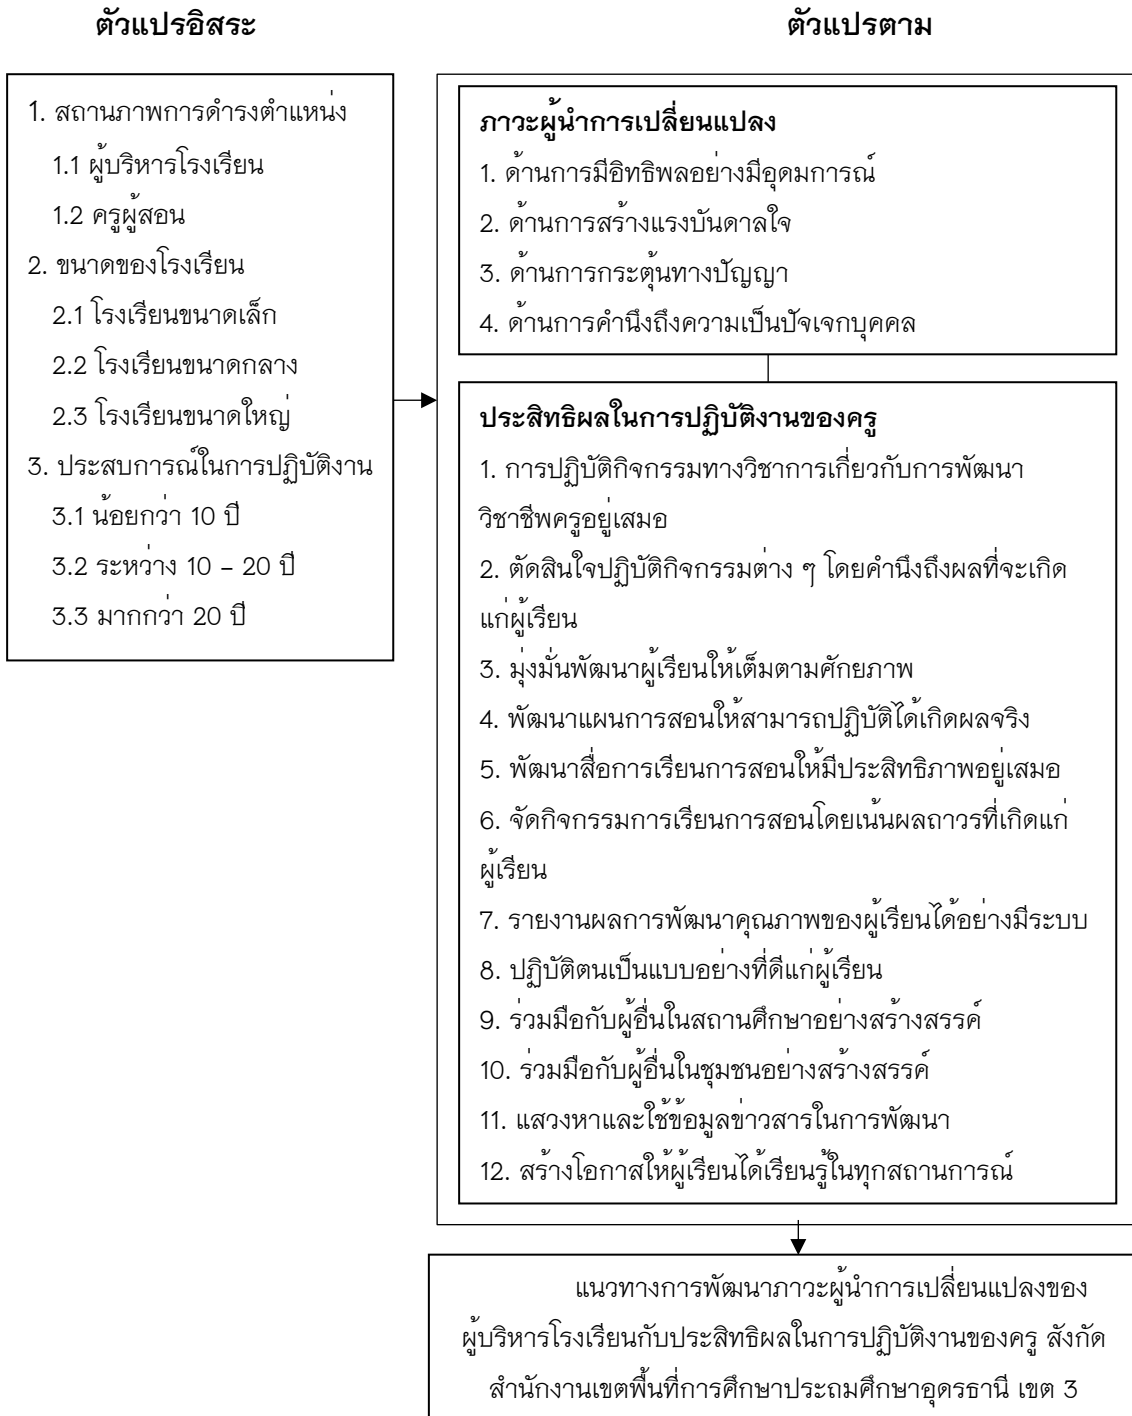 ตัวแปรอิสระ
ตัวแปรตาม
1. สถานภาพการดำรงตำแหน่ง
1.1 ผู้บริหารโรงเรียน
1.2 ครูผู้สอน
2. ขนาดของโรงเรียน
2.1 โรงเรียนขนาดเล็ก
2.2 โรงเรียนขนาดกลาง
2.3 โรงเรียนขนาดใหญ่
3. ประสบการณ์ในการปฏิบัติงาน
3.1 น้อยกว่า 10 ปี
3.2 ระหว่าง 10 – 20 ปี
3.3 มากกว่า 20 ปี
ภาวะผู้นำการเปลี่ยนแปลง
1. ด้านการมีอิทธิพลอย่างมีอุดมการณ์
2. ด้านการสร้างแรงบันดาลใจ
3. ด้านการกระตุ้นทางปัญญา
4. ด้านการคำนึงถึงความเป็นปัจเจกบุคคล
ประสิทธิผลในการปฏิบัติงานของครู
1. การปฏิบัติกิจกรรมทางวิชาการเกี่ยวกับการพัฒนา
วิชาชีพครูอยู่เสมอ
2. ตัดสินใจปฏิบัติกิจกรรมต่าง ๆ โดยคำนึงถึงผลที่จะเกิด
แก่ผู้เรียน
3. มุ่งมั่นพัฒนาผู้เรียนให้เต็มตามศักยภาพ
4. พัฒนาแผนการสอนให้สามารถปฏิบัติได้เกิดผลจริง
5. พัฒนาสื่อการเรียนการสอนให้มีประสิทธิภาพอยู่เสมอ
6. จัดกิจกรรมการเรียนการสอนโดยเน้นผลถาวรที่เกิดแก่
ผู้เรียน
7. รายงานผลการพัฒนาคุณภาพของผู้เรียนได้อย่างมีระบบ
8. ปฏิบัติตนเป็นแบบอย่างที่ดีแก่ผู้เรียน
9. ร่วมมือกับผู้อื่นในสถานศึกษาอย่างสร้างสรรค์
10. ร่วมมือกับผู้อื่นในชุมชนอย่างสร้างสรรค์
11. แสวงหาและใช้ข้อมูลข่าวสารในการพัฒนา
12. สร้างโอกาสให้ผู้เรียนได้เรียนรู้ในทุกสถานการณ์
แนวทางการพัฒนาภาวะผู้นำการเปลี่ยนแปลงของ
ผู้บริหารโรงเรียนกับประสิทธิผลในการปฏิบัติงานของครู สังกัด
สำนักงานเขตพื้นที่การศึกษาประถมศึกษาอุดรธานี เขต 3